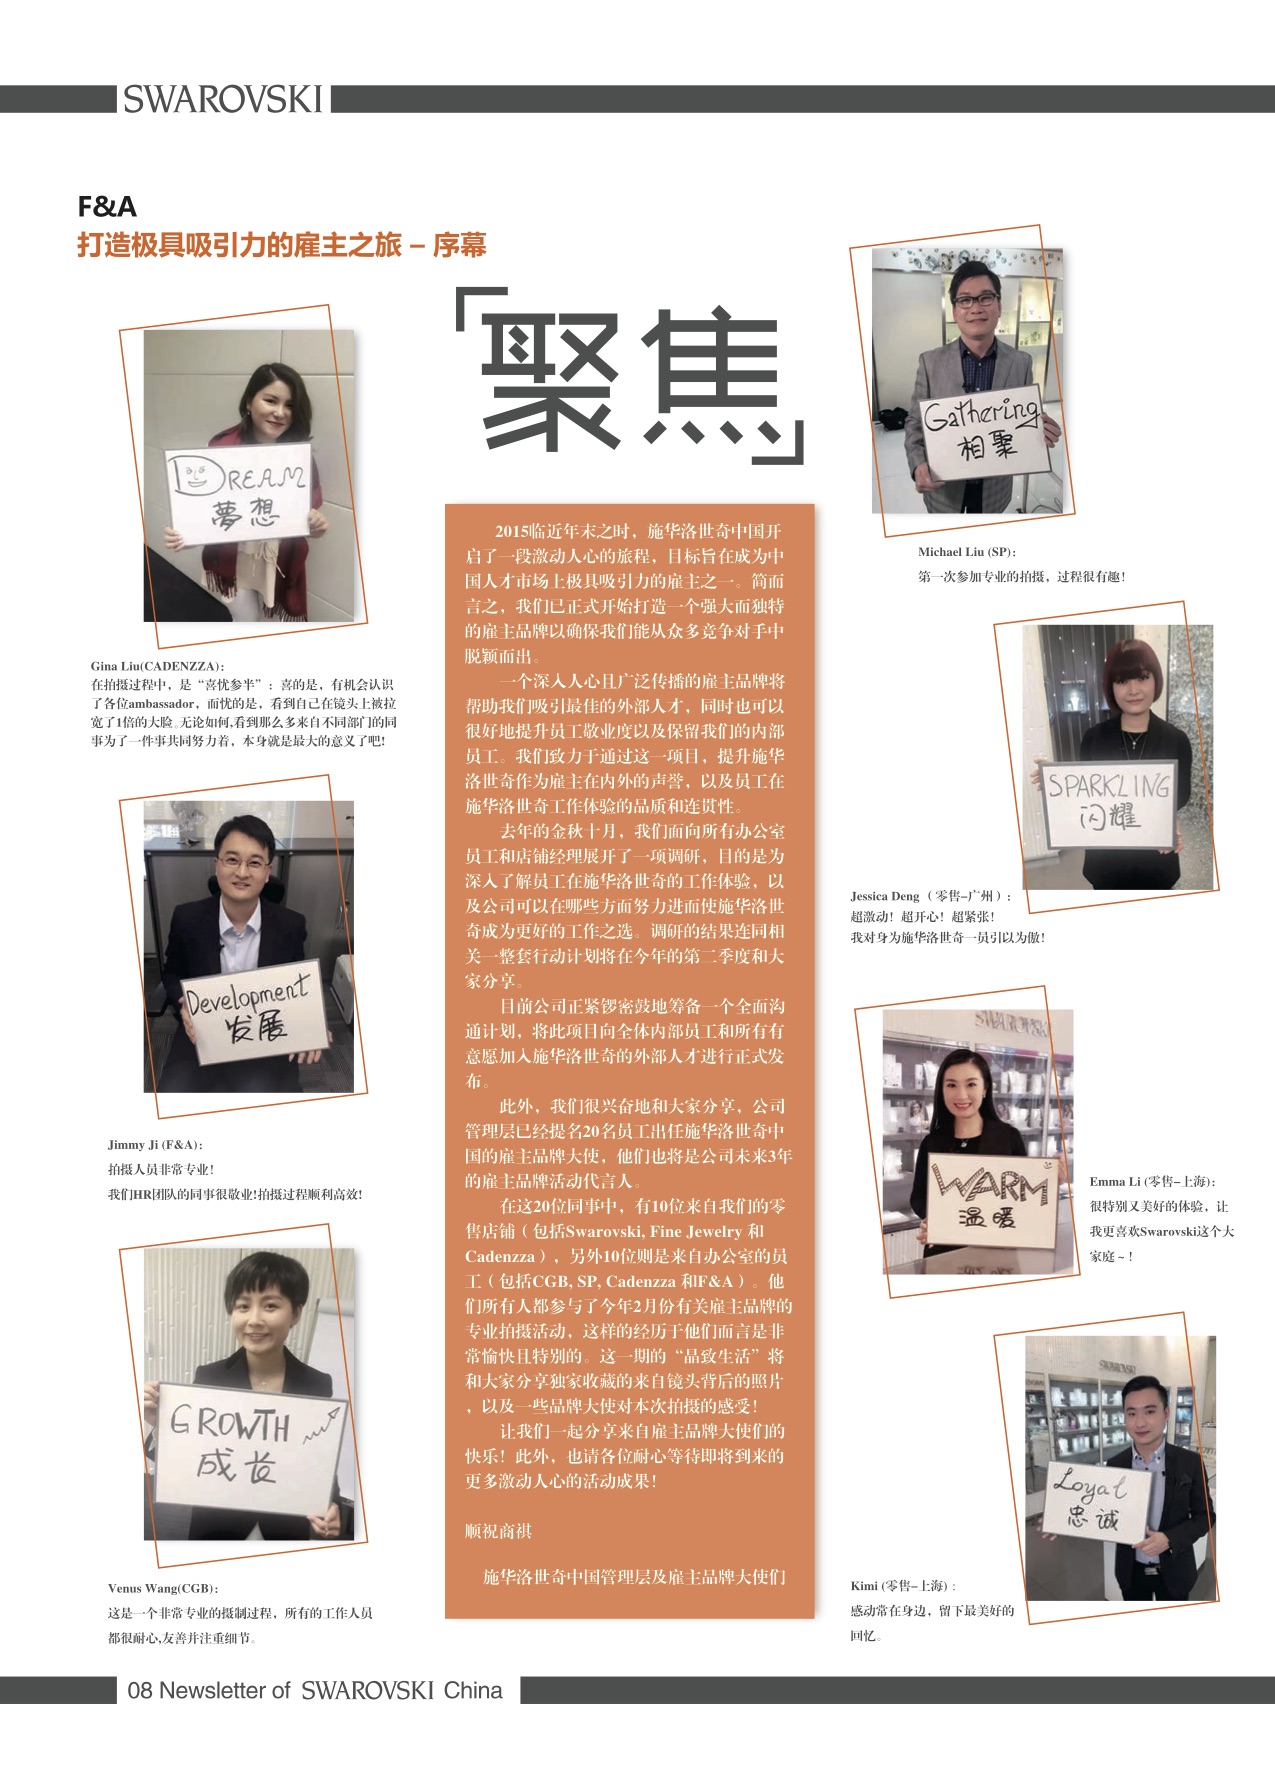 SWAROVSKI
F&A
打造极具吸引力的雇主之旅 – 序幕
「聚焦」
DREAM
夢想
Gina Liu(CADENZZA):
在拍摄过程中，是“喜忧参半”：喜的是，有机会认识
了各位ambassador，而忧的是，看到自己在镜头上被拉
宽了1倍的大脸。无论如何,看到那么多来自不同部门的同
事为了一件事共同努力着，本身就是最大的意义了吧!
Development
发展
Jimmy Ji (F&A):
拍摄人员非常专业!
我们HR团队的同事很敬业!拍摄过程顺利高效!
GROWTH
成长
Venus Wang(CGB):
这是一个非常专业的摄制过程，所有的工作人员
都很耐心,友善并注重细节。
2015临近年末之时，施华洛世奇中国开
启了一段激动人心的旅程，目标旨在成为中
国人才市场上极具吸引力的雇主之一。简而
言之，我们已正式开始打造一个强大而独特
的雇主品牌以确保我们能从众多竞争对手中
脱颖而出。
一个深入人心且广泛传播的雇主品牌将
帮助我们吸引最佳的外部人才，同时也可以
很好地提升员工敬业度以及保留我们的内部
员工。我们致力于通过这一项目，提升施华
洛世奇作为雇主在内外的声誉，以及员工在
施华洛世奇工作体验的品质和连贯性。
去年的金秋十月，我们面向所有办公室
员工和店铺经理展开了一项调研，目的是为
深入了解员工在施华洛世奇的工作体验，以
及公司可以在哪些方面努力进而使施华洛世
奇成为更好的工作之选。调研的结果连同相
关一整套行动计划将在今年的第二季度和大
家分享。
目前公司正紧锣密鼓地筹备一个全面沟
通计划，将此项目向全体内部员工和所有有
意愿加入施华洛世奇的外部人才进行正式发
布。
此外，我们很兴奋地和大家分享，公司
管理层已经提名20名员工出任施华洛世奇中
国的雇主品牌大使，他们也将是公司未来3年
的雇主品牌活动代言人。
在这20位同事中，有10位来自我们的零
售店铺（包括Swarovski, Fine Jewelry 和
Cadenzza），另外10位则是来自办公室的员
工（包括CGB, SP, Cadenzza 和F&A）。他
们所有人都参与了今年2月份有关雇主品牌的
专业拍摄活动，这样的经历于他们而言是非
常愉快且特别的。这一期的“晶致生活”将
和大家分享独家收藏的来自镜头背后的照片
，以及一些品牌大使对本次拍摄的感受!
让我们一起分享来自雇主品牌大使们的
快乐! 此外，也请各位耐心等待即将到来的
更多激动人心的活动成果!
顺祝商祺
施华洛世奇中国管理层及雇主品牌大使们
Gathering
相聚
Michael Liu (SP):
第一次参加专业的拍摄，过程很有趣!
SPARKLING
闪耀
Jessica Deng （零售–广州）:
超激动! 超开心! 超紧张!
我对身为施华洛世奇一员引以为傲!
SWAROVSKI
WARM
温暖
Emma Li (零售–上海):
很特别又美好的体验，让
我更喜欢Swarovski这个大
家庭 ~ !
SWAROVSKI
Loyal
忠诚
Kimi (零售–上海) :
感动常在身边，留下最美好的
回忆。
08 Newsletter of SWAROVSKI China